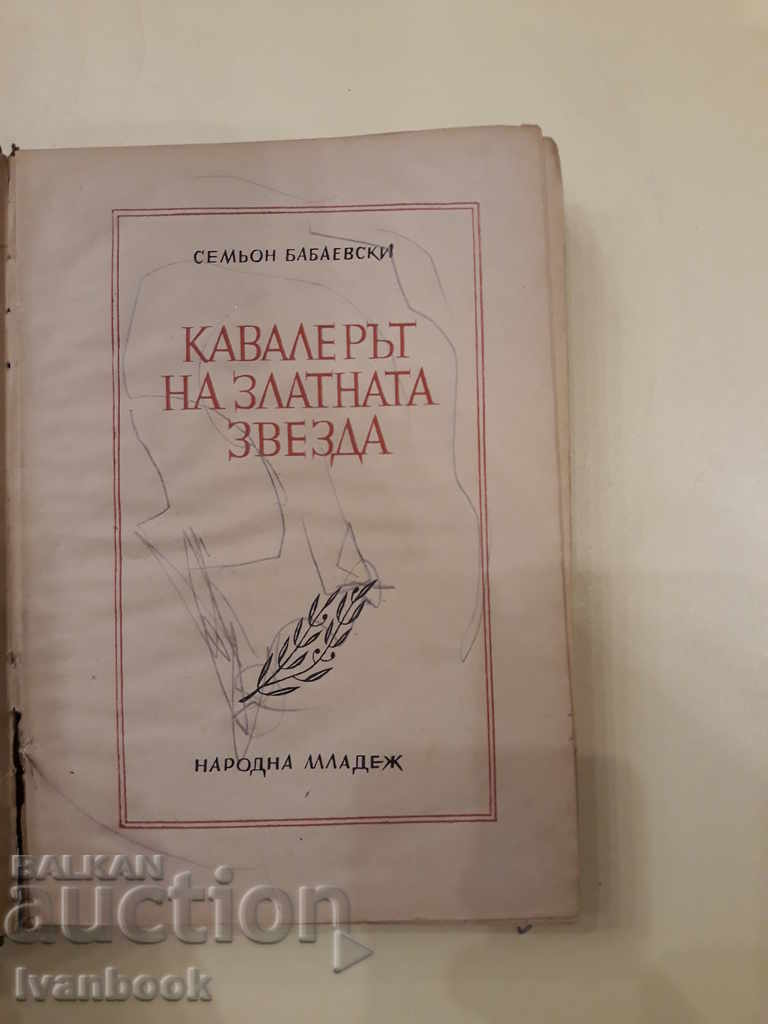 СЕМЬОН БАБАЕВСКИ
КАВАЛЕРЪТ
НА ЗЛАТНАТА
ЗВЕЗДА
НАРОДНА МЛАДЕЖ
BALKAN
auction
Ivanbook